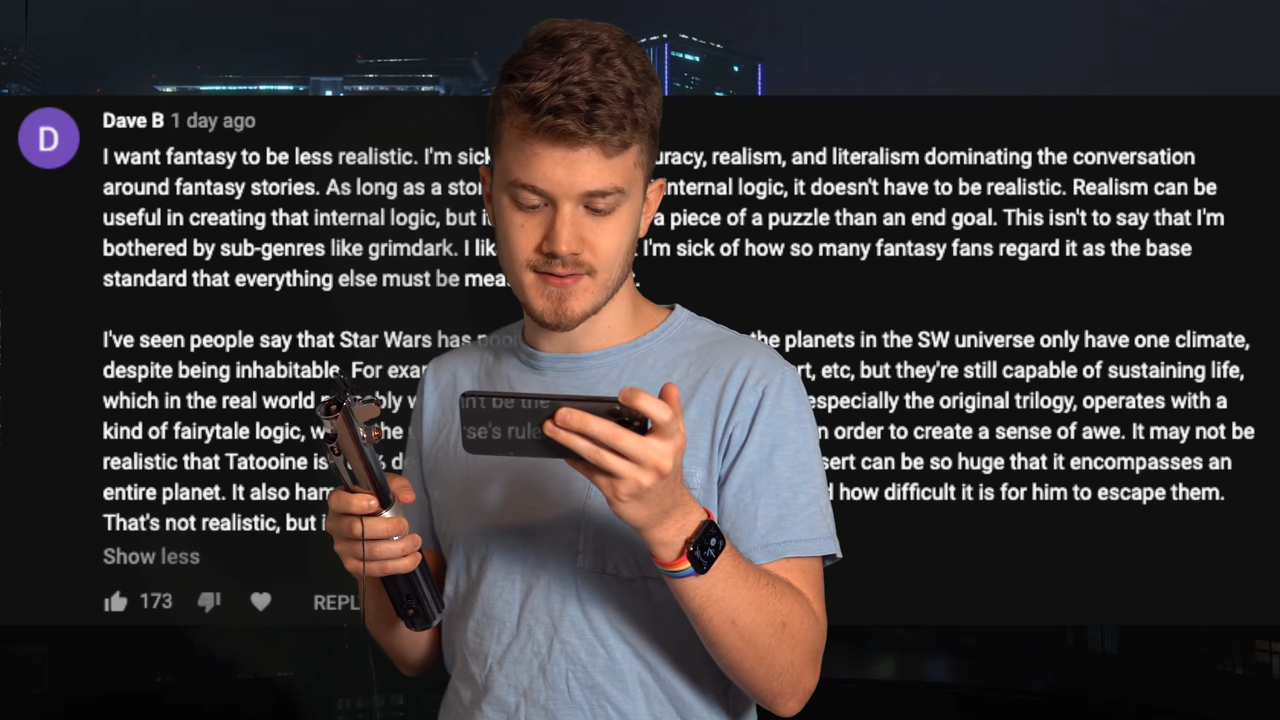 D
Dave B 1 day ago
I want fantasy to be less realistic. I'm sick uracy, realism, and literalism dominating the conversation
around fantasy stories. As long as a stor internal logic, it doesn't have to be realistic. Realism can be
useful in creating that internal logic, but it a piece of a puzzle than an end goal. This isn't to say that I'm
bothered by sub-genres like grimdark. I lik I'm sick of how so many fantasy fans regard it as the base
standard that everything else must be mea
I've seen people say that Star Wars has the planets in the SW universe only have one climate,
despite being inhabitable. For exam rt, etc, but they're still capable of sustaining life,
which in the real world bly w n't be the especially the original trilogy, operates with a
kind of fairytale logic, w the rse's rule n order to create a sense of awe. It may not be
realistic that Tatooine is % de sert can be so huge that it encompasses an
entire planet. It also ham d how difficult it is for him to escape them.
That's not realistic, but i
Show less
173 REPL